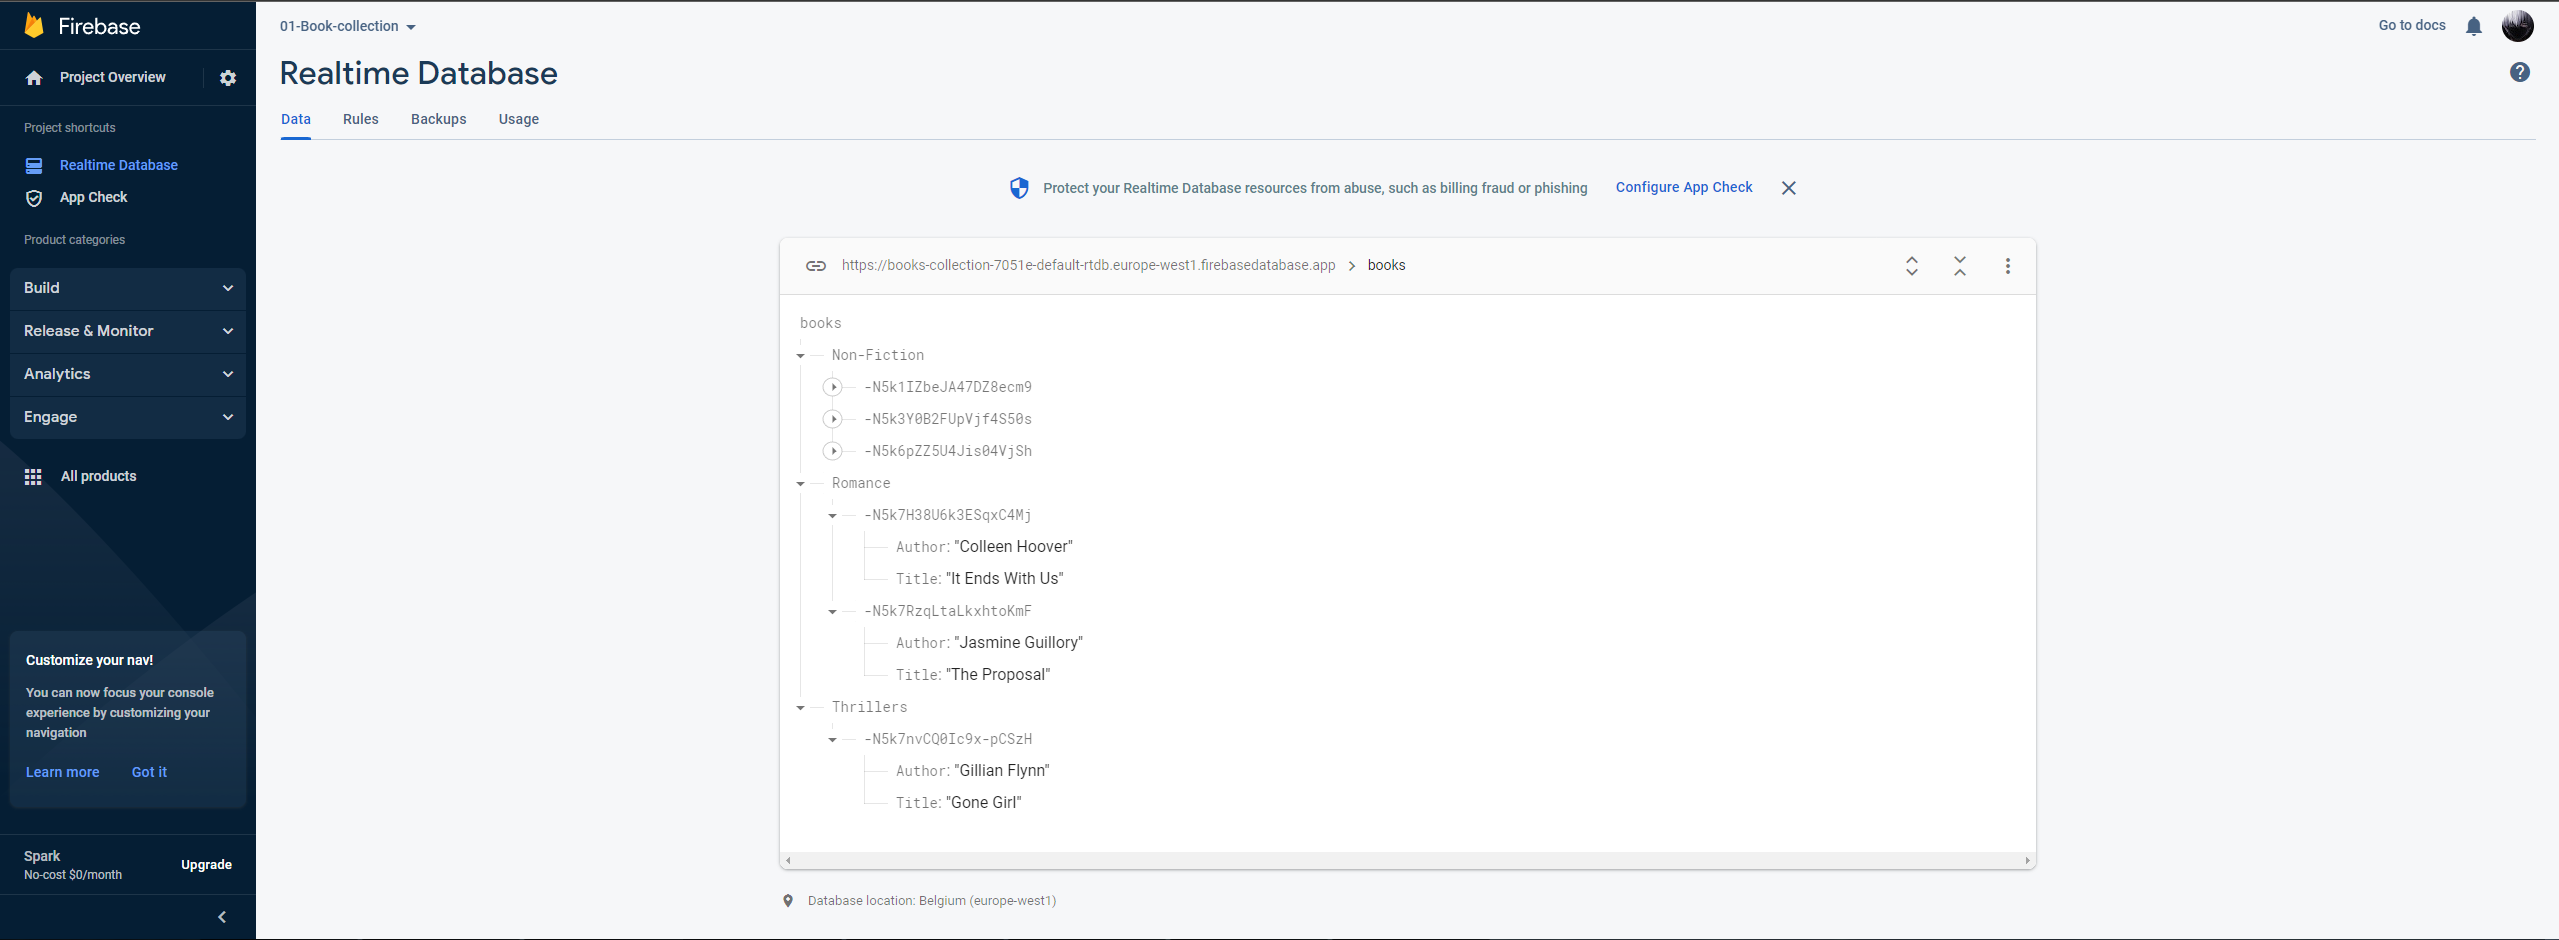 Firebase
Project Overview
Project shortcuts
Realtime Database
App Check
Product categories
Build
Release & Monitor
Analytics
Engage
All products
Customize your nav!
You can now focus your console
experience by customizing your
navigation
Learn more Got it
Spark
No-cost $0/month
Upgrade
01-Book-collection
Go to docs
Realtime Database
Data Rules Backups Usage
Protect your Realtime Database resources from abuse, such as billing fraud or phishing Configure App Check
https://books-collection-7051e-default-rtdb.europe-west1.firebasedatabase.app > books
books
Non-Fiction
-N5k1IZbeJA47DZ8ecm9
-N5k3Y0B2FUpVjf4S50s
-N5k6pZZ5U4Jis04VjSh
Romance
-N5k7H38U6k3ESqxC4Mj
Author: "Colleen Hoover"
Title: "It Ends With Us"
-N5k7RzqLtaLkxhtoKmF
Author: "Jasmine Guillory"
Title: "The Proposal"
Thrillers
-N5k7nvCQ0Ic9x-pCSzH
Author: "Gillian Flynn"
Title: "Gone Girl"
Database location: Belgium (europe-west1)